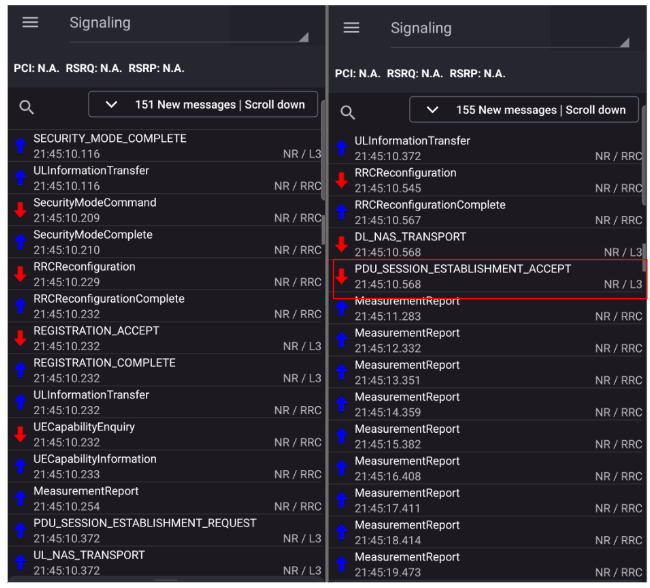 Signaling
PCI: N.A. RSRQ: N.A. RSRP: N.A.
151 New messages | Scroll down
SECURITY_MODE_COMPLETE
21:45:10.116 NR / L3
ULInformationTransfer
21:45:10.116 NR / RRC
SecurityModeCommand
21:45:10.209 NR / RRC
SecurityModeComplete
21:45:10.210 NR / RRC
RRCReconfiguration
21:45:10.229 NR / RRC
RRCReconfigurationComplete
21:45:10.232 NR / RRC
REGISTRATION_ACCEPT
21:45:10.232 NR / L3
REGISTRATION_COMPLETE
21:45:10.232 NR / L3
ULInformationTransfer
21:45:10.232 NR / RRC
UECapabilityEnquiry
21:45:10.232 NR / RRC
UECapabilityInformation
21:45:10.233 NR / RRC
MeasurementReport
21:45:10.254 NR / RRC
PDU_SESSION_ESTABLISHMENT_REQUEST
21:45:10.372 NR / L3
UL_NAS_TRANSPORT
21:45:10.372 NR / L3
Signaling
PCI: N.A. RSRQ: N.A. RSRP: N.A.
155 New messages | Scroll down
ULInformationTransfer
21:45:10.372 NR / RRC
RRCReconfiguration
21:45:10.545 NR / RRC
RRCReconfigurationComplete
21:45:10.567 NR / RRC
DL_NAS_TRANSPORT
21:45:10.568 NR / L3
PDU_SESSION_ESTABLISHMENT_ACCEPT
21:45:10.568 NR / L3
MeasurementReport
21:45:11.283 NR / RRC
MeasurementReport
21:45:12.332 NR / RRC
MeasurementReport
21:45:13.351 NR / RRC
MeasurementReport
21:45:14.359 NR / RRC
MeasurementReport
21:45:15.382 NR / RRC
MeasurementReport
21:45:16.408 NR / RRC
MeasurementReport
21:45:17.411 NR / RRC
MeasurementReport
21:45:18.414 NR / RRC
MeasurementReport
21:45:19.473 NR / RRC